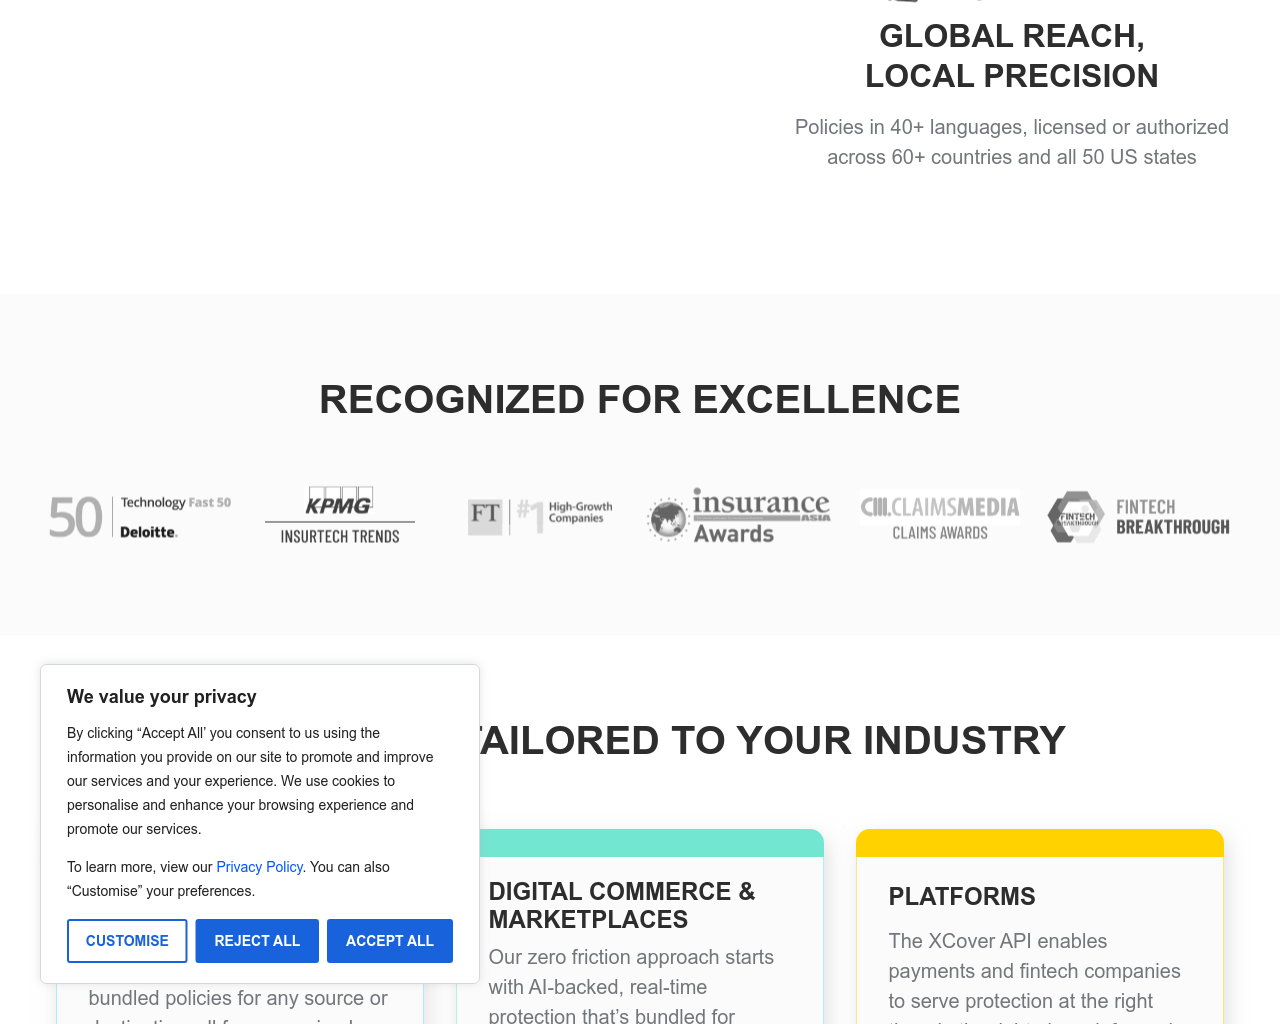 GLOBAL REACH,
LOCAL PRECISION
Policies in 40+ languages, licensed or authorized
across 60+ countries and all 50 US states
RECOGNIZED FOR EXCELLENCE
50 Technology Fast 50
Deloitte.
KPMG
INSURTECH TRENDS
FT #1 High-Growth
Companies
insurance
ASIA
Awards
CM.CLAIMSMEDIA
CLAIMS AWARDS
FINTECH
BREAKTHROUGH
FINTECH
BREAKTHROUGH
TAILORED TO YOUR INDUSTRY
We value your privacy
By clicking “Accept All’ you consent to us using the
information you provide on our site to promote and improve
our services and your experience. We use cookies to
personalise and enhance your browsing experience and
promote our services.
To learn more, view our Privacy Policy. You can also
“Customise” your preferences.
CUSTOMISE
REJECT ALL
ACCEPT ALL
bundled policies for any source or
DIGITAL COMMERCE &
MARKETPLACES
Our zero friction approach starts
with AI-backed, real-time
protection that’s bundled for
PLATFORMS
The XCover API enables
payments and fintech companies
to serve protection at the right